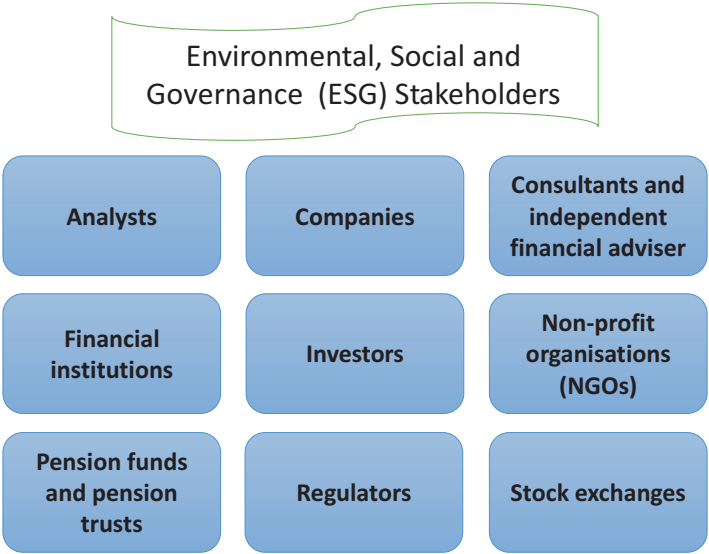 Environmental, Social and
Governance (ESG) Stakeholders
Analysts
Companies
Consultants and
independent
financial adviser
Financial
institutions
Investors
Non-profit
organisations
(NGOs)
Pension funds
and pension
trusts
Regulators
Stock exchanges